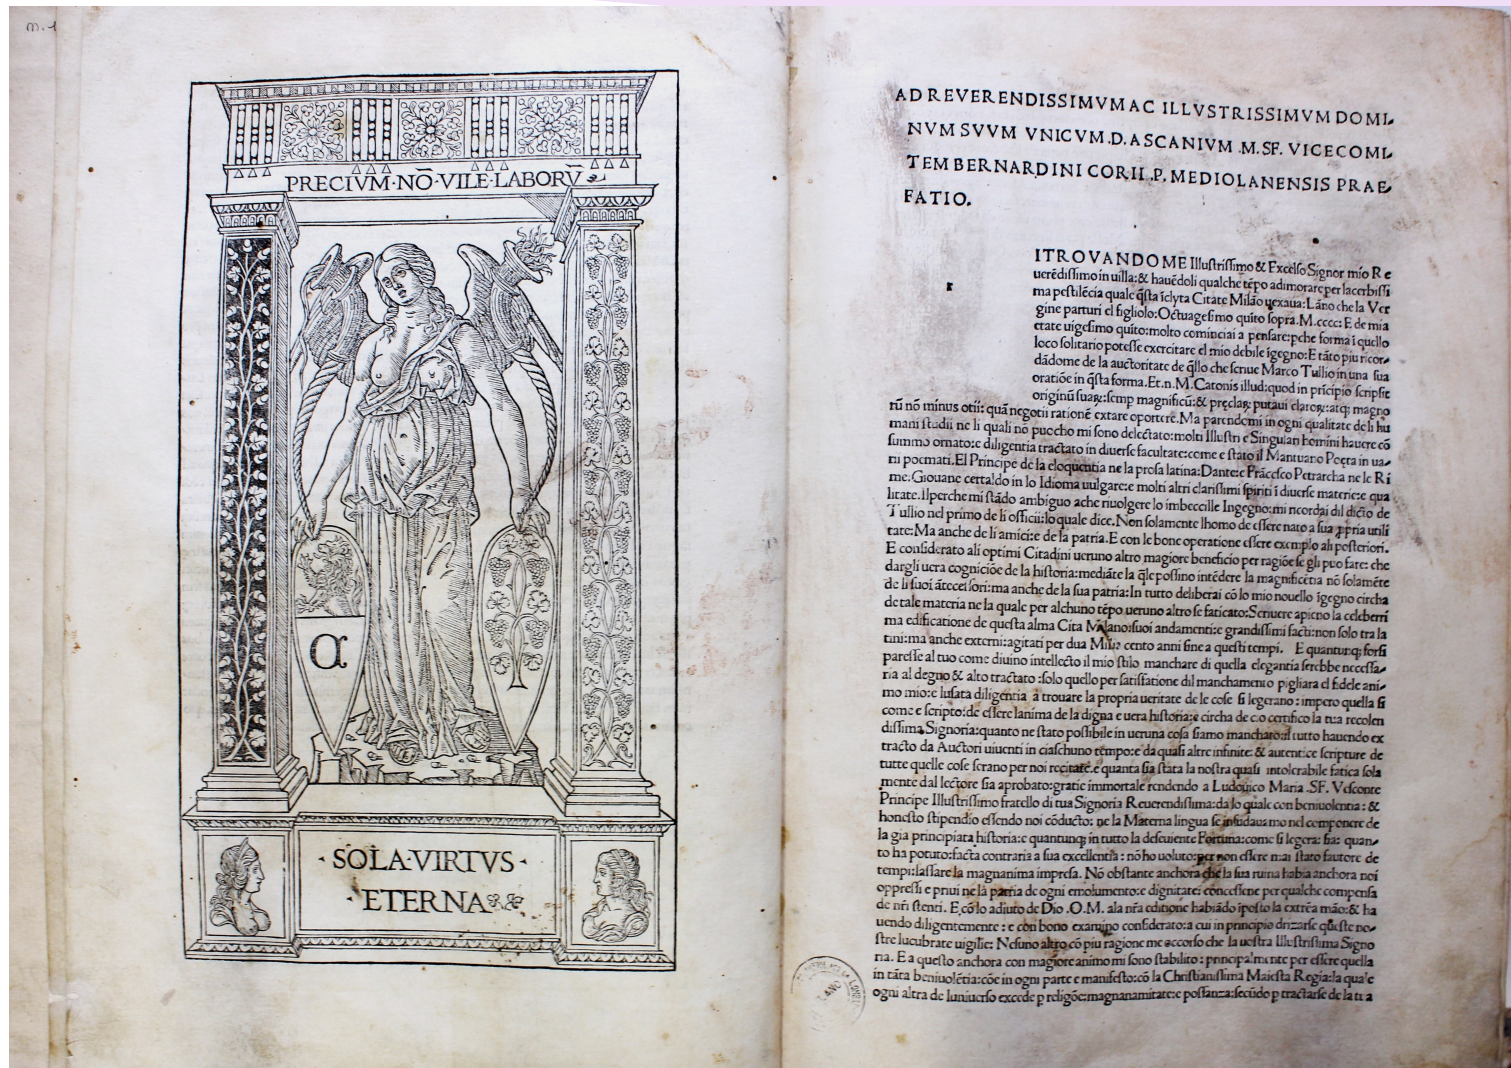 m. 1
PRECIVM·NŌ·VILE·LABORV̄
α
·SOLA·VIRTVS·
·ETERNA
AD REVERENDISSIMVM AC ILLVSTRISSIMVM DOMI-
NVM SVVM VNICVM.D.ASCANIVM .M.SF. VICECOMI-
TEM BERNARDINI CORII .P. MEDIOLANENSIS PRAE-
FATIO.
ITROVANDOME Illustrissimo & Excelso Signor mio Re
uerēdissimo in uilla:& hauēdoli qualche tēpo adimorare per lacerbissi
ma pestilēcia quale q̄sta īclyta Citate Milāo uexaua: Lāno che la Ver
gine parturi el figliolo:Octuagesimo quito sopra .M.cccc: E de mia
etate uigesimo quito:molto cominciai a pensare:pche forma ī quello
loco solitario potesse exercitare el mio debile īgegno:E tāto piu ricor-
dādome de la auctoritate de q̄llo che scriue Marco Tullio in una sua
oratiōe in q̄sta forma.Et.n.M.Catonis illud:quod in prīcipio scripsit
originū suaꝝ:semp magnificū:& pręclaꝝ putaui claroꝝ:atq; magno
rū nō minus otii: quā negotii rationē extare oportere. Ma parendomi in ogni qualitate de li hu
mani studii ne li quali nō puocho mi sono delectato:molti Illustri e Singulari homini hauere cō
summo ornato:e diligentia tractato in diuerse facultate:come e stato il Mantuano Poeta in ua-
rii poemati.El Principe de la eloquentia ne la prosa latina:Dante:e Frācesco Petrarcha ne le Ri
me.Giouane certaldo in lo Idioma uulgare:e molti altri clarissimi spiriti ī diuerse materie:e qua
litate. Ilperche mi stādo ambiguo a che riuolgere lo imbecille Ingegno:mi ricordai dil dicto de
Tullio nel primo de li officii:lo quale dice. Non solamente lhomo de essere nato a sua ꝓpria utili
tate:Ma anche de li amici:e de la patria. E con le bone operatione essere exemplo ali posteriori.
E considerato ali optimi Citadini ueruno altro magiore beneficio per ragiōe se gli puo fare: che
dargli uera cogniciōe de la historia:mediāte la q̄le possino intēdere la magnificētia nō solamēte
de li suoi ātecessori:ma anche de la sua patria:In tutto deliberai cō lo mio nouello īgegno circha
de tale materia ne la quale per alchuno tēpo ueruno altro se faticato:Scriuere apieno la celeberri
ma edificatione de questa alma Cita Milano:suoi andamenti:e grandissimi facti:non solo tra la
tini:ma anche externi:agitati per dua Milia cento anni fine a questi tempi. E quantunq; forsi
paresse al tuo come diuino intellecto il mio stilo manchare di quella elegantia serebbe necessa-
ria al degno & alto tractato :solo quello per satisfatione dil manchamento pigliara el fidele ani-
mo mio:e lusata diligentia a trouare la propria ueritate de le cose si legerano : impero quella si
come e scripto:de essere lanima de la digna e uera historia:e circha de cio certifico la tua recolen
dissima Signoria:quanto ne stato possibile in ueruna cosa siamo manchato:il tutto hauendo ex
tracto da Auctori uiuenti in ciaschuno tempo:e da quasi altre infinite: & autentice scripture de
tutte quelle cose serano per noi recitate.e quanta sia stata la nostra quasi intolerabile fatica sola
mente dal lectore sia aprobato:gratie immortale rendendo a Ludouico Maria .SF. Vesconte
Principe Illustrissimo fratello di tua Signoria Reuerendissima:da lo quale con beniuolentia : &
honesto stipendio essendo noi cōducto: ne la Materna lingua se insudauamo nel componere de
la gia principiata historia:e quantunq; in tutto la desuiente Fortuna:come si legera: sia: quan-
to ha potuto:facta contraria a sua excellentia : nō ho uoluto:per non essere mai stato fautore de
tempi:lassare la magnanima impresa. Nō obstante anchora che la sua ruina habia anchora noi
oppressi e priui ne la patria de ogni emolumento:e dignitate: concessene per qualche compensa
de nr̄i stenti. E cō lo adiuto de Dio .O.M. ala nr̄a editione habiādo īposto la extrēa māo:& ha
uendo diligentemente : e con bono examino considerato:a cui in principio drizarse queste no-
stre lucubrate uigilie: Nesuno altro cō piu ragione me accorso che la uostra Illustrissima Signo
ria. E a questo anchora con magiore animo mi sono stabilito : principalmente per essere quella
in tāta beniuolētia:cōe in ogni parte e manifesto:cō la Christianissima Maiesta Regia:la quale
ogni altra de luniuerso excede p religiōe:magnanamitate:e possanza:secūdo p tractarse de la tua